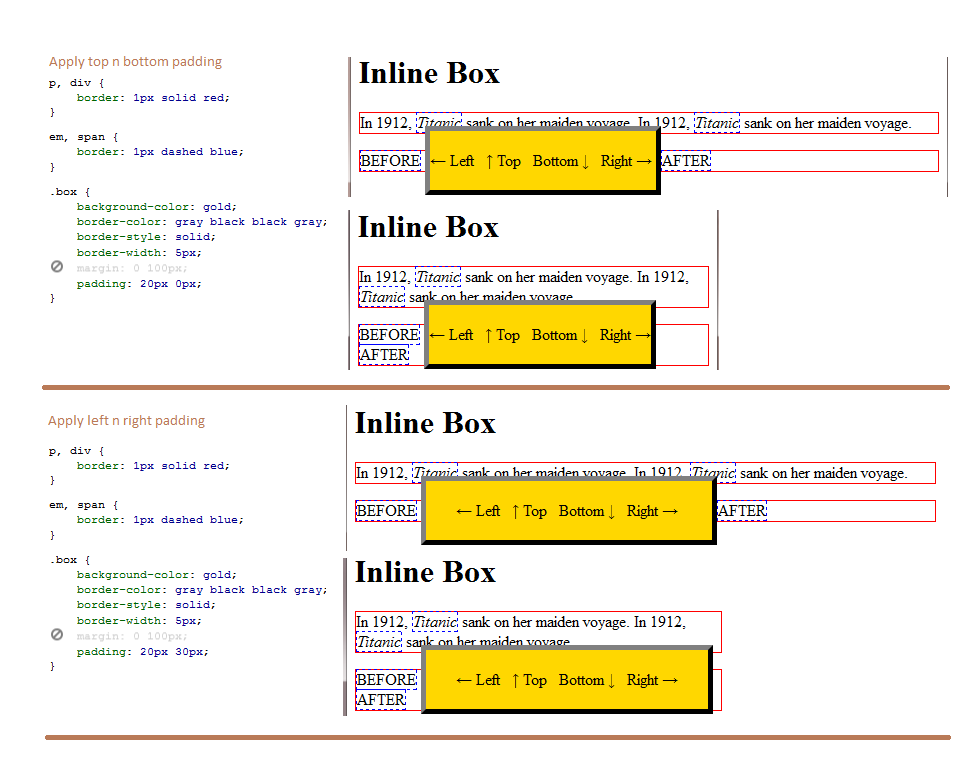 Apply top n bottom padding
p, div {
border: 1px solid red;
}
em, span {
border: 1px dashed blue;
}
.box {
background-color: gold;
border-color: gray black black gray;
border-style: solid;
border-width: 5px;
margin: 0 100px;
padding: 20px 0px;
}
Inline Box
In 1912, Titanic sank on her maiden voyage. In 1912, Titanic sank on her maiden voyage.
BEFORE ← Left ↑ Top Bottom ↓ Right → AFTER
Inline Box
In 1912, Titanic sank on her maiden voyage. In 1912,
Titanic sank on her maiden voyage
BEFORE ← Left ↑ Top Bottom ↓ Right →
AFTER
Apply left n right padding
p, div {
border: 1px solid red;
}
em, span {
border: 1px dashed blue;
}
.box {
background-color: gold;
border-color: gray black black gray;
border-style: solid;
border-width: 5px;
margin: 0 100px;
padding: 20px 30px;
}
Inline Box
In 1912, Titanic sank on her maiden voyage. In 1912, Titanic sank on her maiden voyage.
BEFORE ← Left ↑ Top Bottom ↓ Right → AFTER
Inline Box
In 1912, Titanic sank on her maiden voyage. In 1912,
Titanic sank on her maiden voyage
BEFORE ← Left ↑ Top Bottom ↓ Right →
AFTER